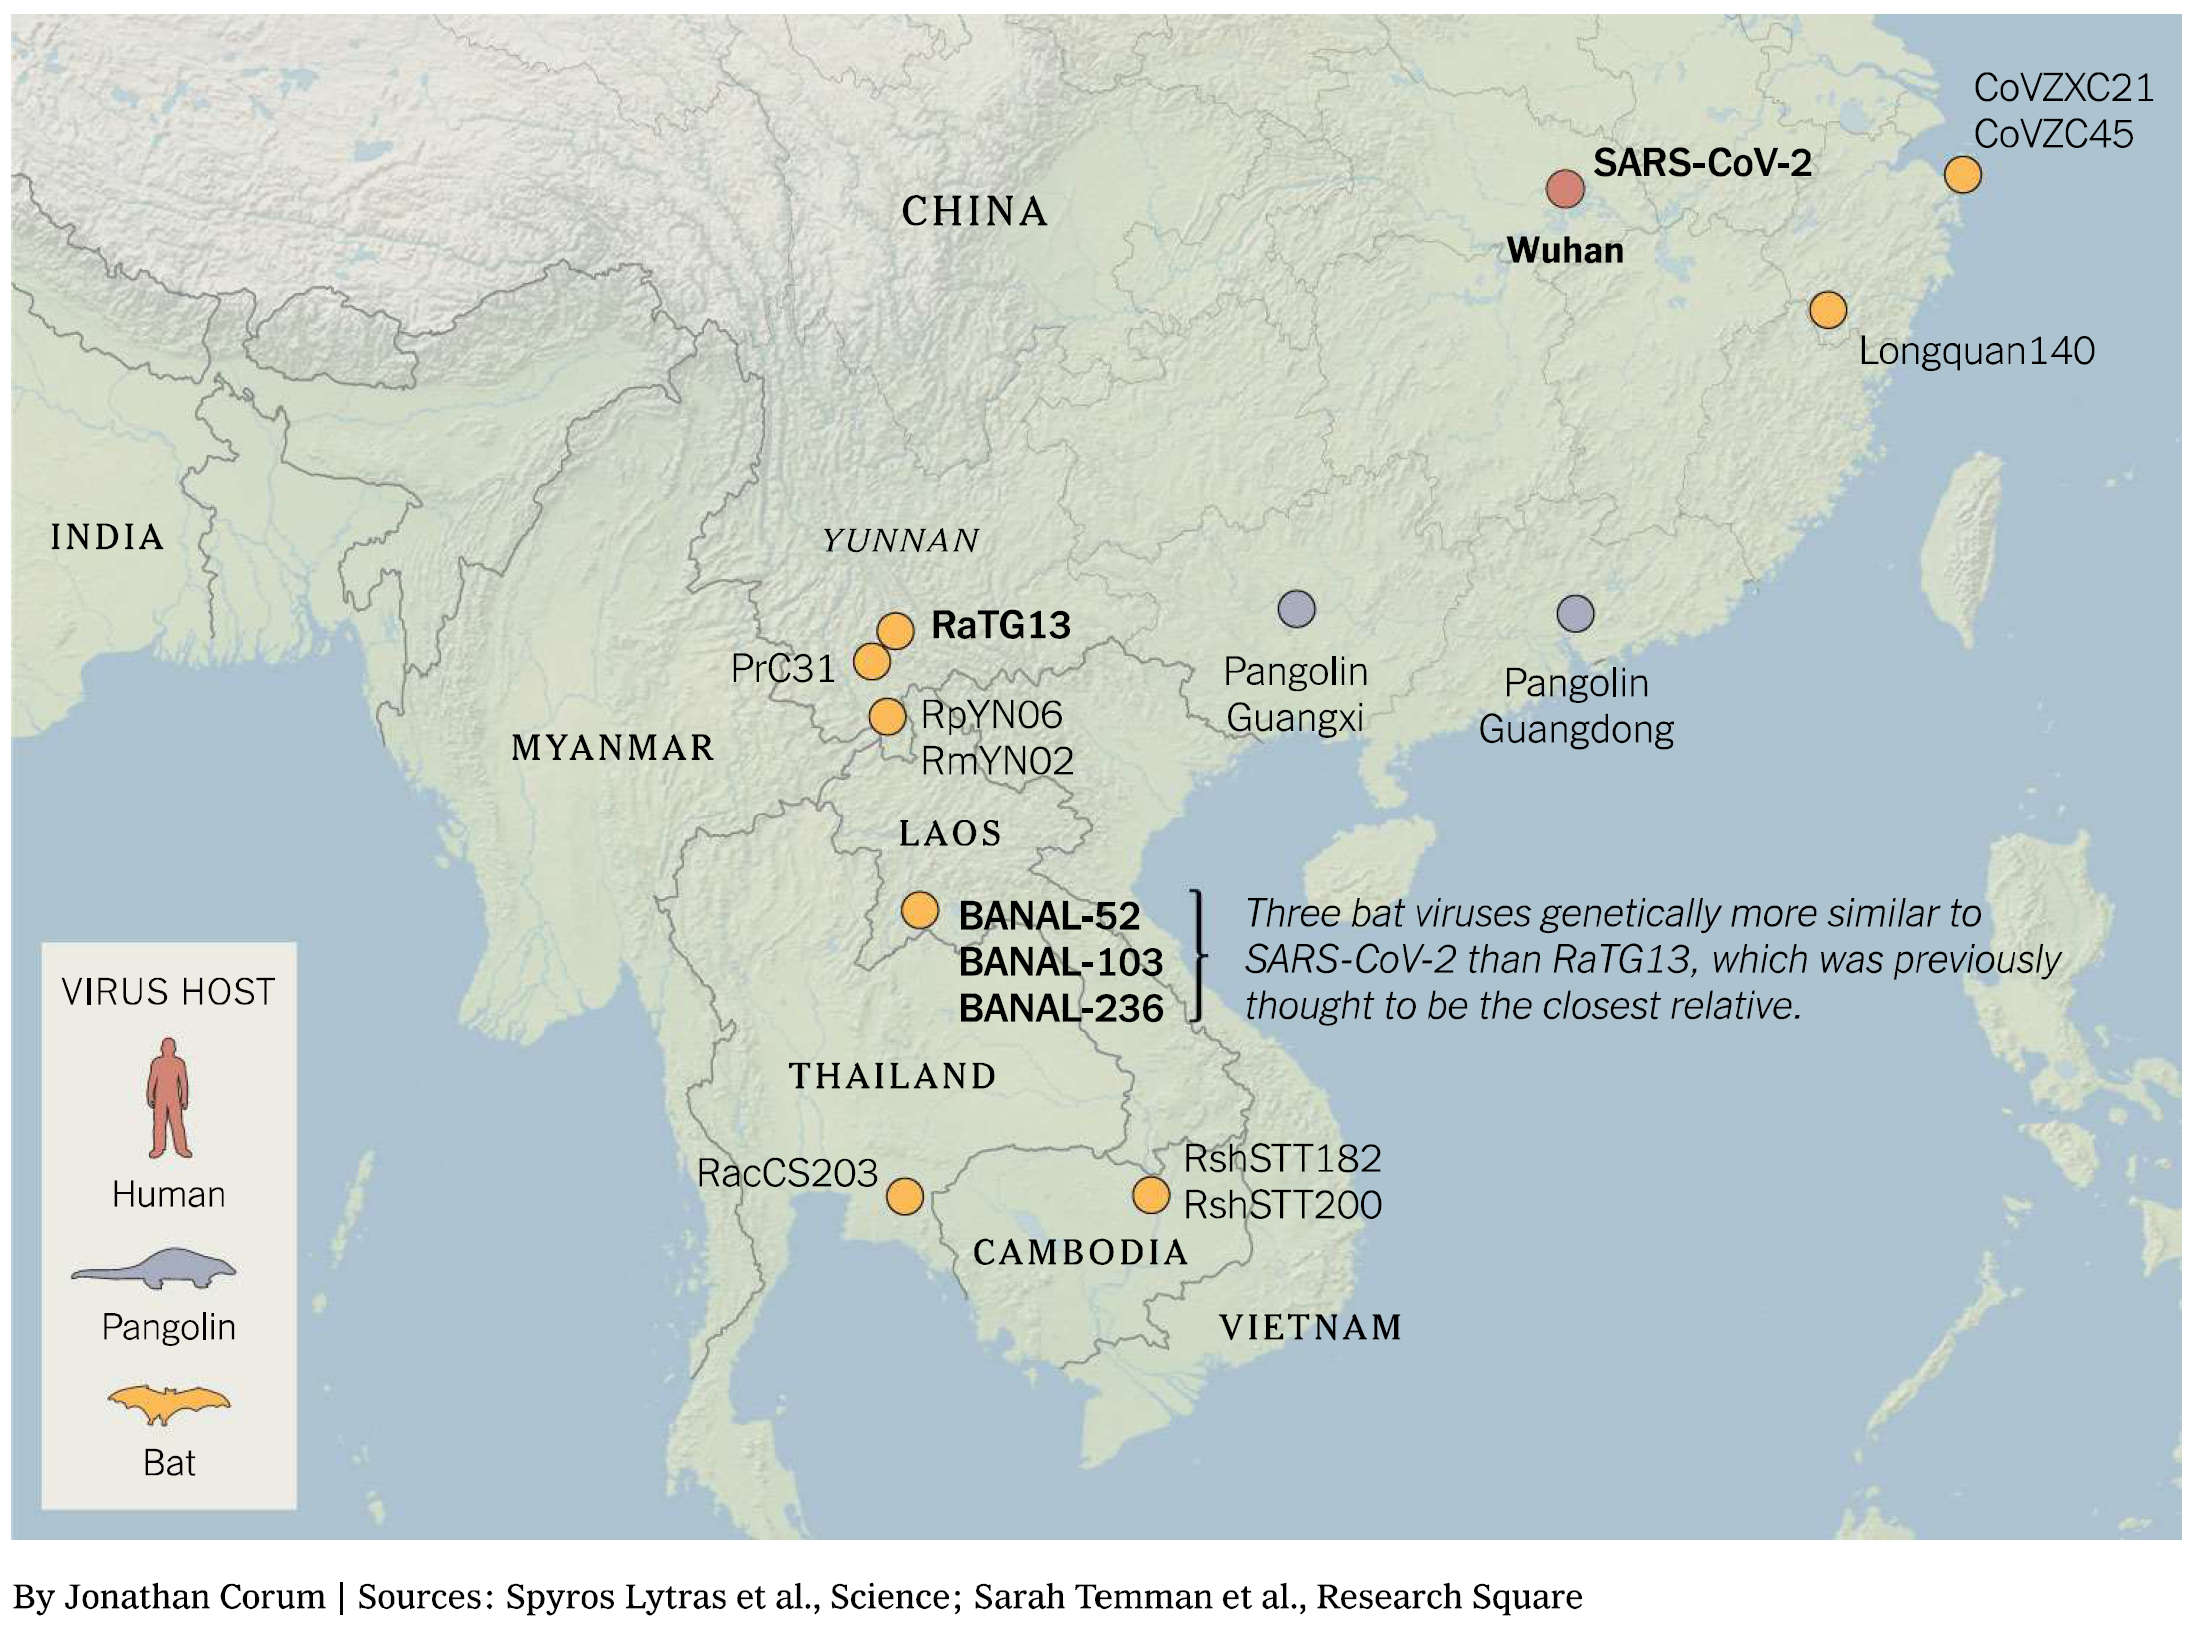 CoVZXC21
CoVZC45
SARS-CoV-2
CHINA
Wuhan
Longquan140
INDIA
YUNNAN
RaTG13
PrC31
Pangolin
Guangxi
Pangolin
Guangdong
RpYN06
RmYN02
MYANMAR
LAOS
BANAL-52
BANAL-103
BANAL-236
Three bat viruses genetically more similar to
SARS-CoV-2 than RaTG13, which was previously
thought to be the closest relative.
THAILAND
RacCS203
RshSTT182
RshSTT200
CAMBODIA
VIETNAM
VIRUS HOST
Human
Pangolin
Bat
By Jonathan Corum | Sources: Spyros Lytras et al., Science; Sarah Temman et al., Research Square